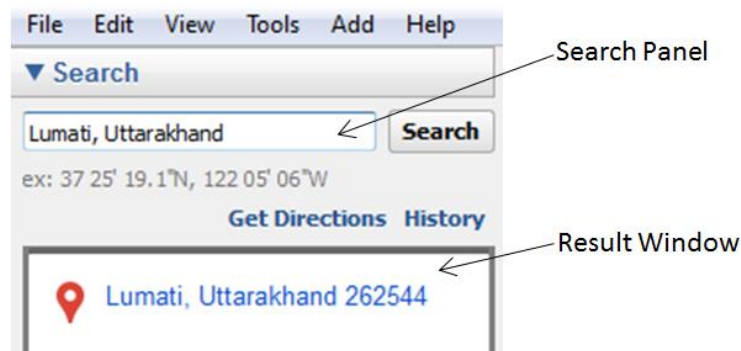 File Edit View Tools Add Help
Search Panel
▼ Search
Lumati, Uttarakhand Search
ex: 37 25' 19.1"N, 122 05' 06"W
Get Directions History
Result Window
Lumati, Uttarakhand 262544